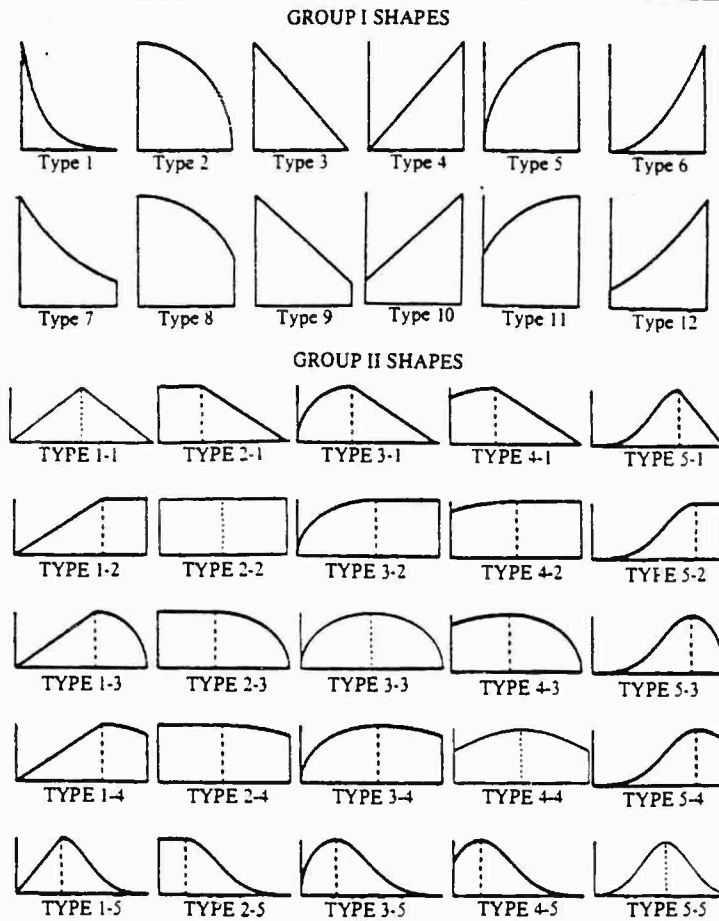 GROUP I SHAPES
Type 1 Type 2 Type 3 Type 4 Type 5 Type 6
Type 7 Type 8 Type 9 Type 10 Type 11 Type 12
GROUP II SHAPES
TYPE 1-1 TYPE 2-1 TYPE 3-1 TYPE 4-1 TYPE 5-1
TYPE 1-2 TYPE 2-2 TYPE 3-2 TYPE 4-2 TYPE 5-2
TYPE 1-3 TYPE 2-3 TYPE 3-3 TYPE 4-3 TYPE 5-3
TYPE 1-4 TYPE 2-4 TYPE 3-4 TYPE 4-4 TYPE 5-4
TYPE 1-5 TYPE 2-5 TYPE 3-5 TYPE 4-5 TYPE 5-5